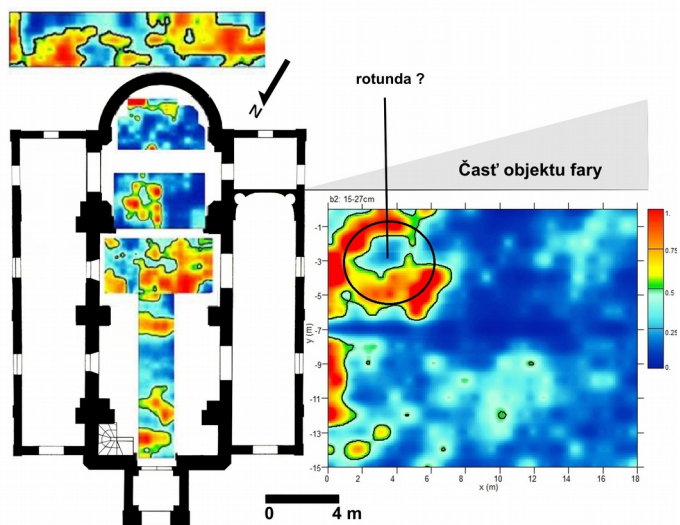 rotunda ?
N
Časť objektu fary
b2: 15-27cm
1.
0.75
0.5
0.25
0.
-1
-3
-5
-7
-9
-11
-13
-15
y (m)
0 2 4 6 8 10 12 14 16 18
x (m)
0 4 m